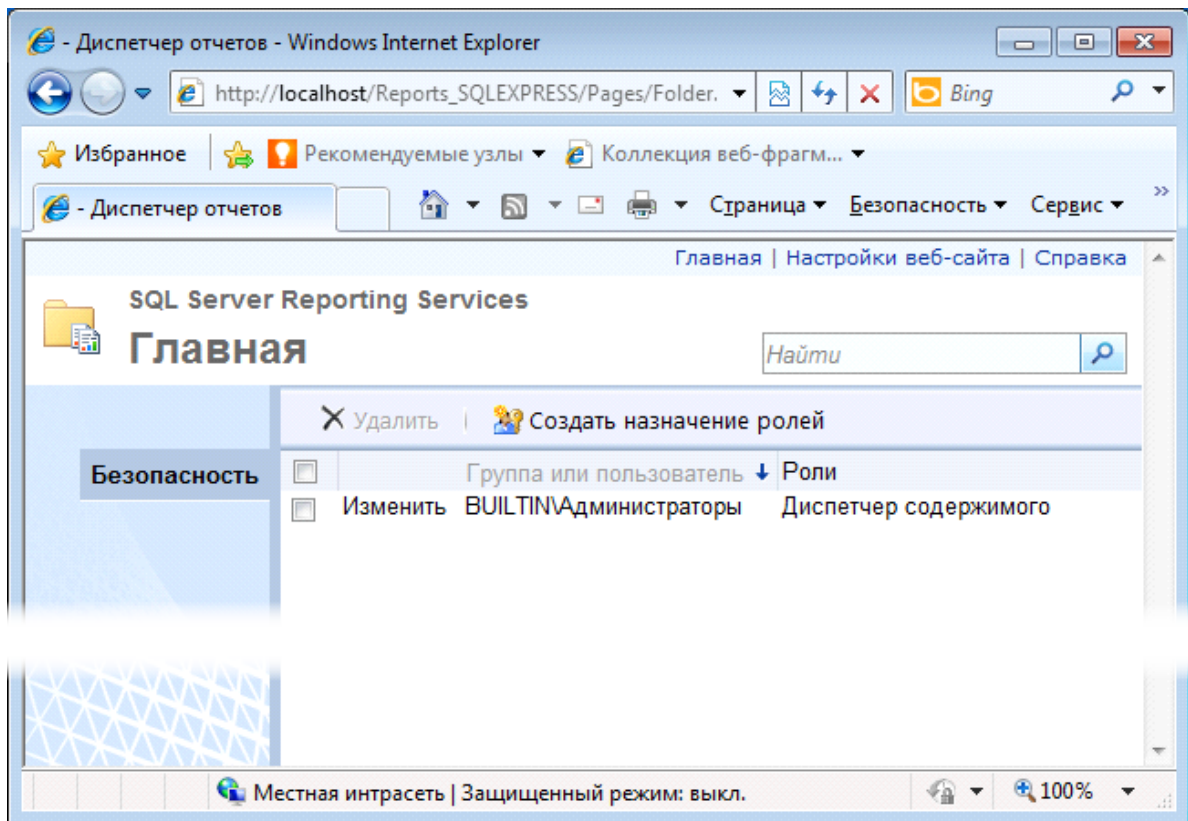 - Диспетчер отчетов - Windows Internet Explorer
http://localhost/Reports_SQLEXPRESS/Pages/Folder.
Bing
Избранное
Рекомендуемые узлы
Коллекция веб-фрагм...
- Диспетчер отчетов
Страница
Безопасность
Сервис
»
Главная | Настройки веб-сайта | Справка
SQL Server Reporting Services
Главная
Найти
Удалить | Создать назначение ролей
Безопасность
Группа или пользователь Роли
Изменить BUILTIN\Администраторы Диспетчер содержимого
Местная интрасеть | Защищенный режим: выкл.
100%